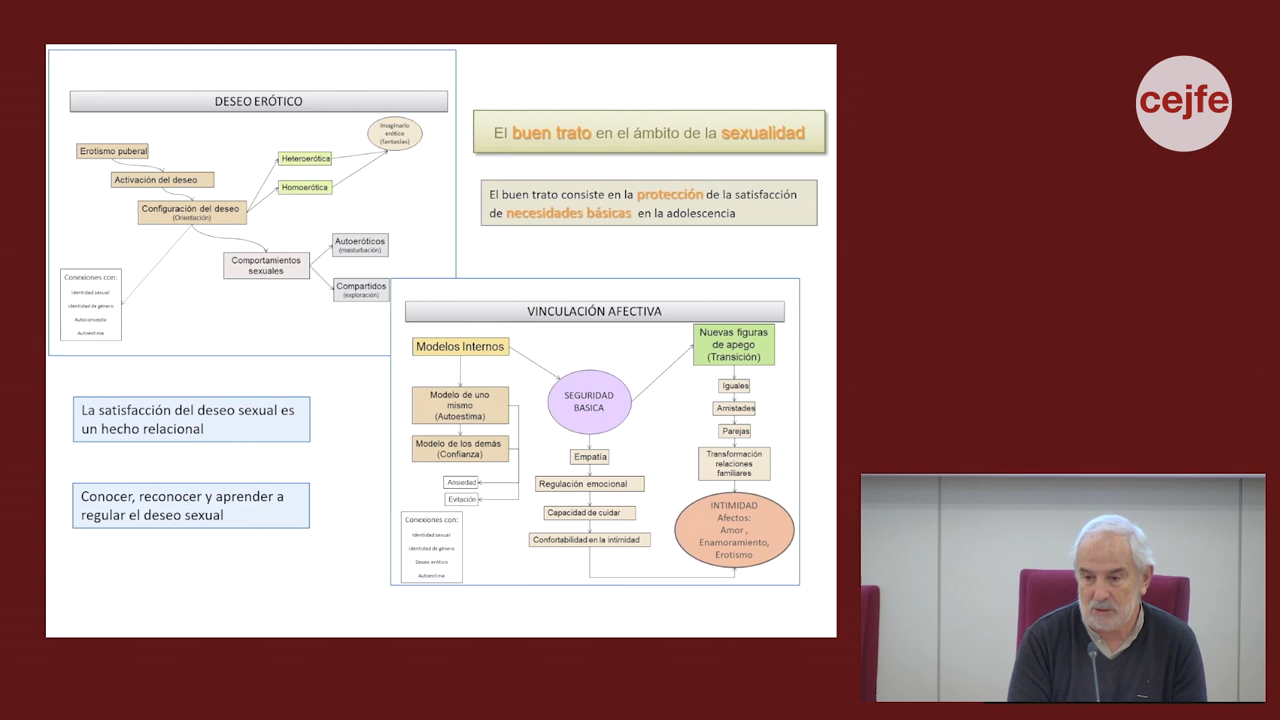 cejfe
DESEO ERÓTICO
Imaginario
erótico
(fantasías)
Erotismo puberal
Heteroerótica
Activación del deseo
Homoerótica
Configuración del deseo
(Orientación)
Autoeróticos
(masturbación)
Comportamientos
sexuales
Compartidos
(exploración)
Conexiones con:
Identidad sexual
Identidad de género
Autoconcepto
Autoestima
El buen trato en el ámbito de la sexualidad
El buen trato consiste en la protección de la satisfacción
de necesidades básicas en la adolescencia
La satisfacción del deseo sexual es
un hecho relacional
Conocer, reconocer y aprender a
regular el deseo sexual
VINCULACIÓN AFECTIVA
Modelos Internos
Modelo de uno
mismo
(Autoestima)
Modelo de los demás
(Confianza)
Ansiedad
Evitación
Conexiones con:
Identidad sexual
Identidad de género
Deseo erótico
Autoestima
SEGURIDAD
BASICA
Empatía
Regulación emocional
Capacidad de cuidar
Confortabilidad en la intimidad
Nuevas figuras
de apego
(Transición)
Iguales
Amistades
Parejas
Transformación
relaciones
familiares
INTIMIDAD
Afectos:
Amor ,
Enamoramiento,
Erotismo